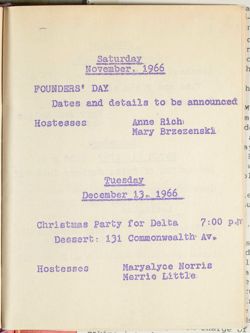 Saturday
November, 1966
FOUNDERS' DAY
Dates and details to be announced
Hostesses Anne Rich
Mary Brzezenski
Tuesday
December 13, 1966
Christmas Party for Delta 7:00 p.m
Dessert: 131 Commonwealth Av.
Hostesses Maryalyce Norris
Merrie Little